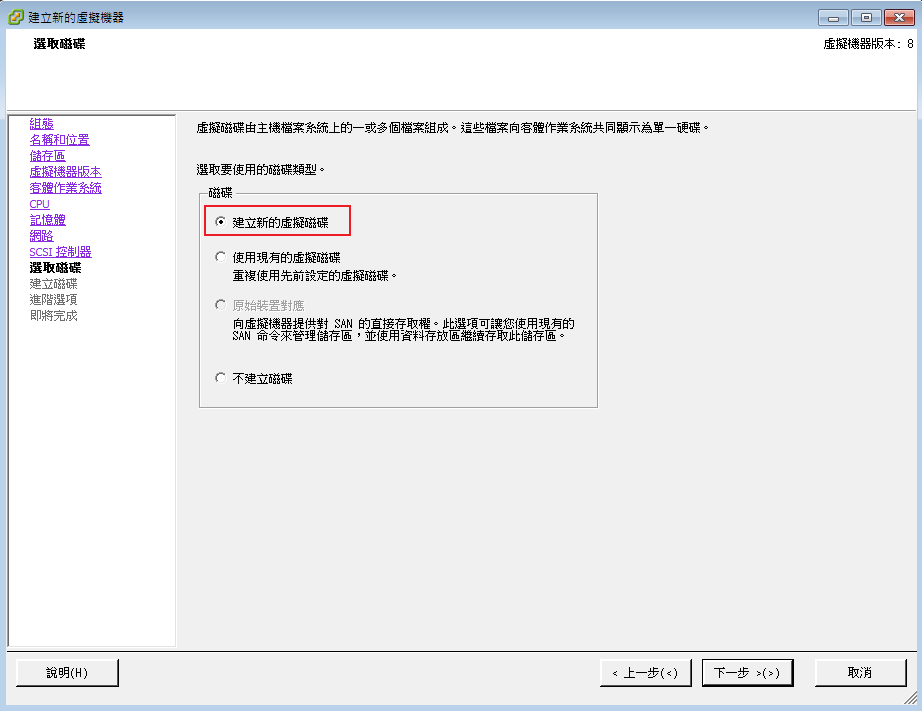 建立新的虛擬機器
選取磁碟
虛擬機器版本: 8
組態
名稱和位置
儲存區
虛擬機器版本
客體作業系統
CPU
記憶體
網路
SCSI 控制器
選取磁碟
建立磁碟
進階選項
即將完成
虛擬磁碟由主機檔案系統上的一或多個檔案組成。這些檔案向客體作業系統共同顯示為單一硬碟。
選取要使用的磁碟類型。
磁碟
建立新的虛擬磁碟
使用現有的虛擬磁碟
重複使用先前設定的虛擬磁碟。
原始裝置對應
向虛擬機器提供對 SAN 的直接存取權。此選項可讓您使用現有的
SAN 命令來管理儲存區，並使用資料存放區繼續存取此儲存區。
不建立磁碟
說明(H)
< 上一步(<)
下一步 >(>)
取消